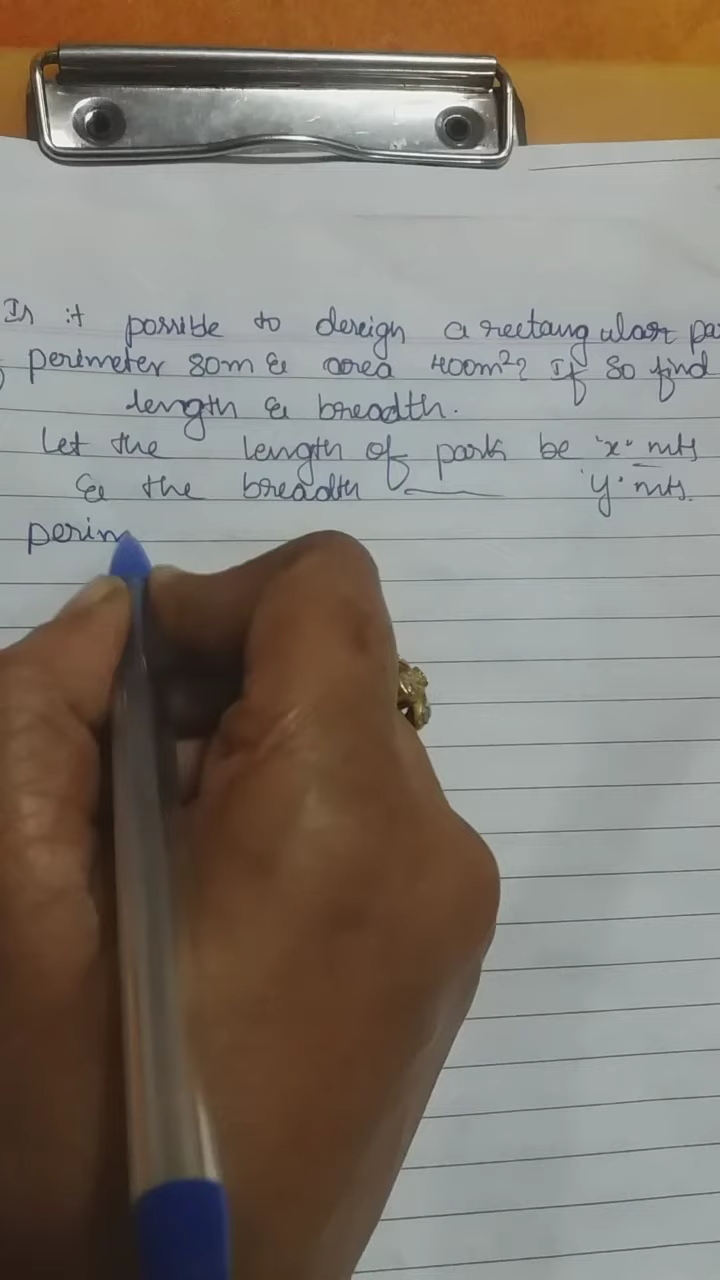 Is it possible to design a rectangular pa
perimeter 80m & area 400m²? If so find
length & breadth.
Let the length of park be 'x' mts
& the breadth —— 'y' mts.
perim